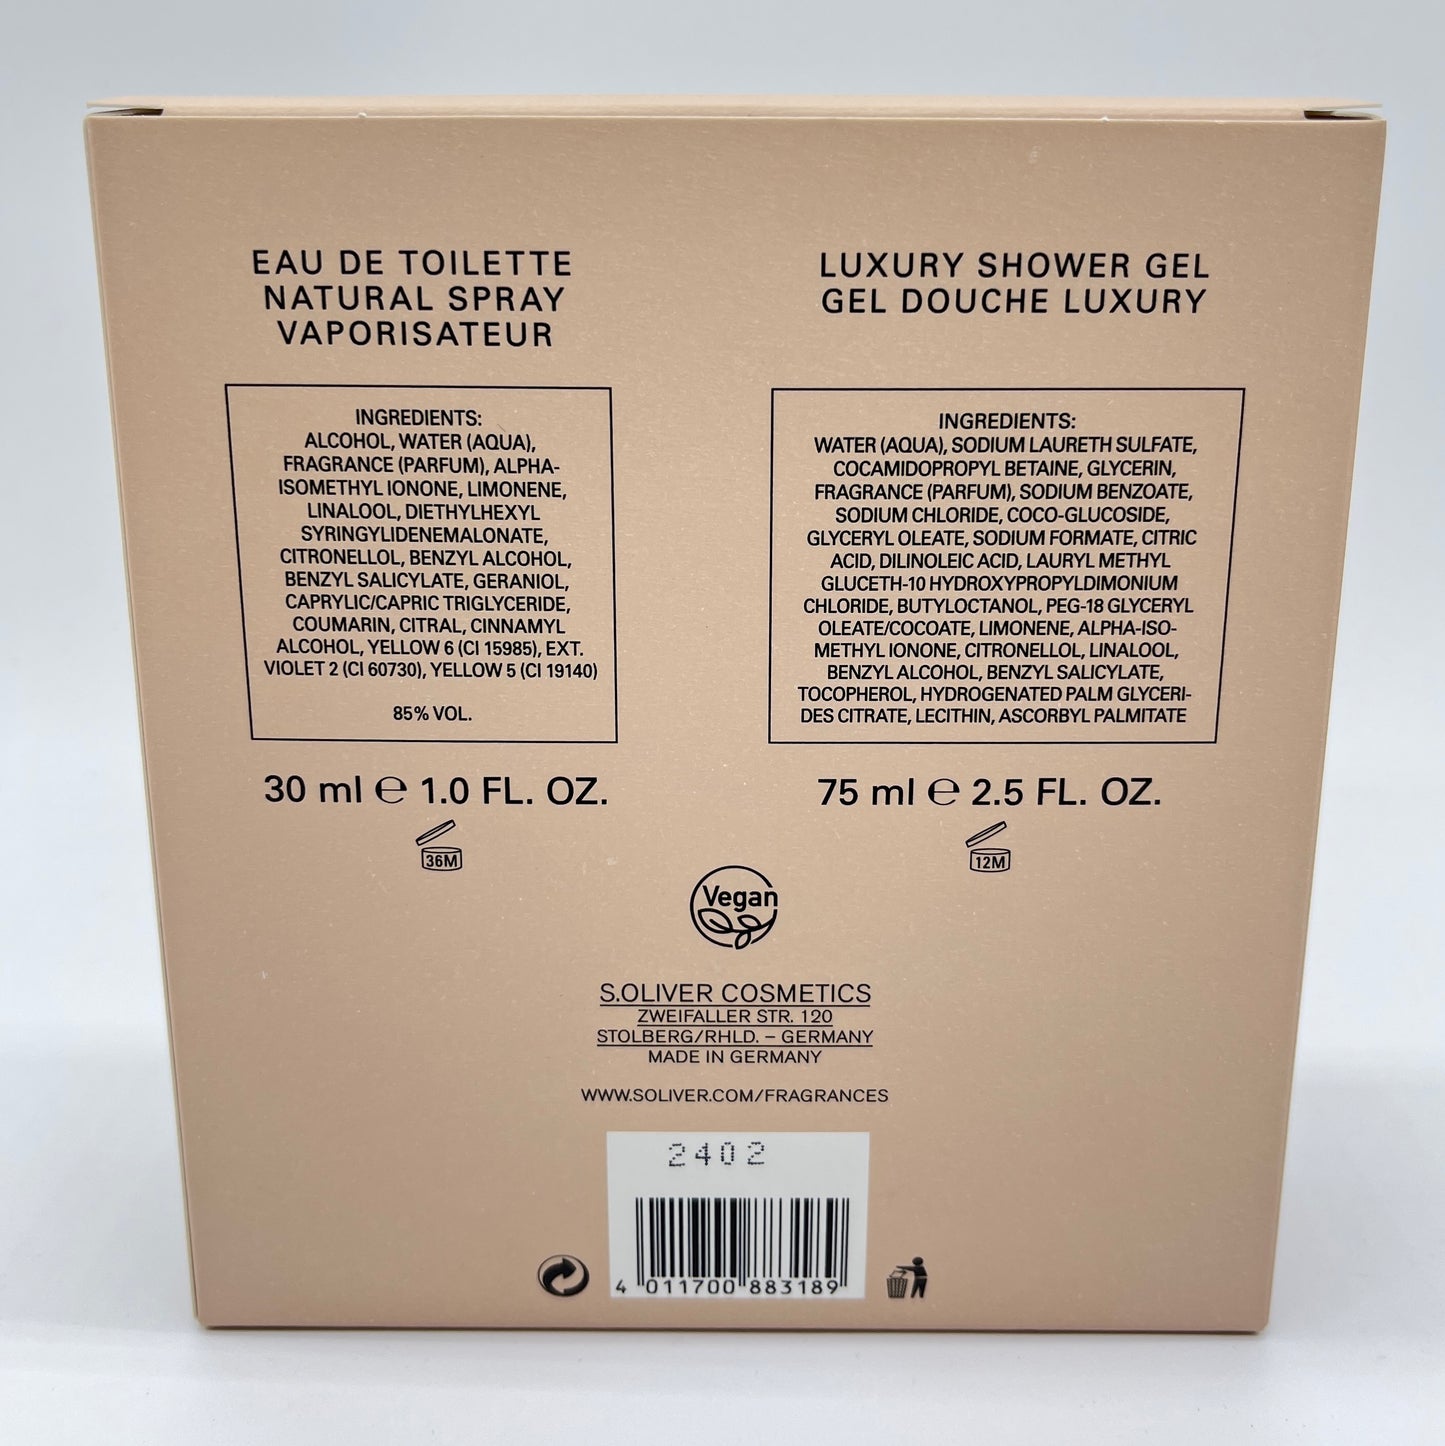 EAU DE TOILETTE
NATURAL SPRAY
VAPORISATEUR
INGREDIENTS:
ALCOHOL, WATER (AQUA),
FRAGRANCE (PARFUM), ALPHA-
ISOMETHYL IONONE, LIMONENE,
LINALOOL, DIETHYLHEXYL
SYRINGYLIDENEMALONATE,
CITRONELLOL, BENZYL ALCOHOL,
BENZYL SALICYLATE, GERANIOL,
CAPRYLIC/CAPRIC TRIGLYCERIDE,
COUMARIN, CITRAL, CINNAMYL
ALCOHOL, YELLOW 6 (CI 15985), EXT.
VIOLET 2 (CI 60730), YELLOW 5 (CI 19140)
85% VOL.
30 ml ℮ 1.0 FL. OZ.
36M
LUXURY SHOWER GEL
GEL DOUCHE LUXURY
INGREDIENTS:
WATER (AQUA), SODIUM LAURETH SULFATE,
COCAMIDOPROPYL BETAINE, GLYCERIN,
FRAGRANCE (PARFUM), SODIUM BENZOATE,
SODIUM CHLORIDE, COCO-GLUCOSIDE,
GLYCERYL OLEATE, SODIUM FORMATE, CITRIC
ACID, DILINOLEIC ACID, LAURYL METHYL
GLUCETH-10 HYDROXYPROPYLDIMONIUM
CHLORIDE, BUTYLOCTANOL, PEG-18 GLYCERYL
OLEATE/COCOATE, LIMONENE, ALPHA-ISO-
METHYL IONONE, CITRONELLOL, LINALOOL,
BENZYL ALCOHOL, BENZYL SALICYLATE,
TOCOPHEROL, HYDROGENATED PALM GLYCERI-
DES CITRATE, LECITHIN, ASCORBYL PALMITATE
75 ml ℮ 2.5 FL. OZ.
12M
Vegan
S.OLIVER COSMETICS
ZWEIFALLER STR. 120
STOLBERG/RHLD. – GERMANY
MADE IN GERMANY
WWW.SOLIVER.COM/FRAGRANCES
2402
4 011700 883189